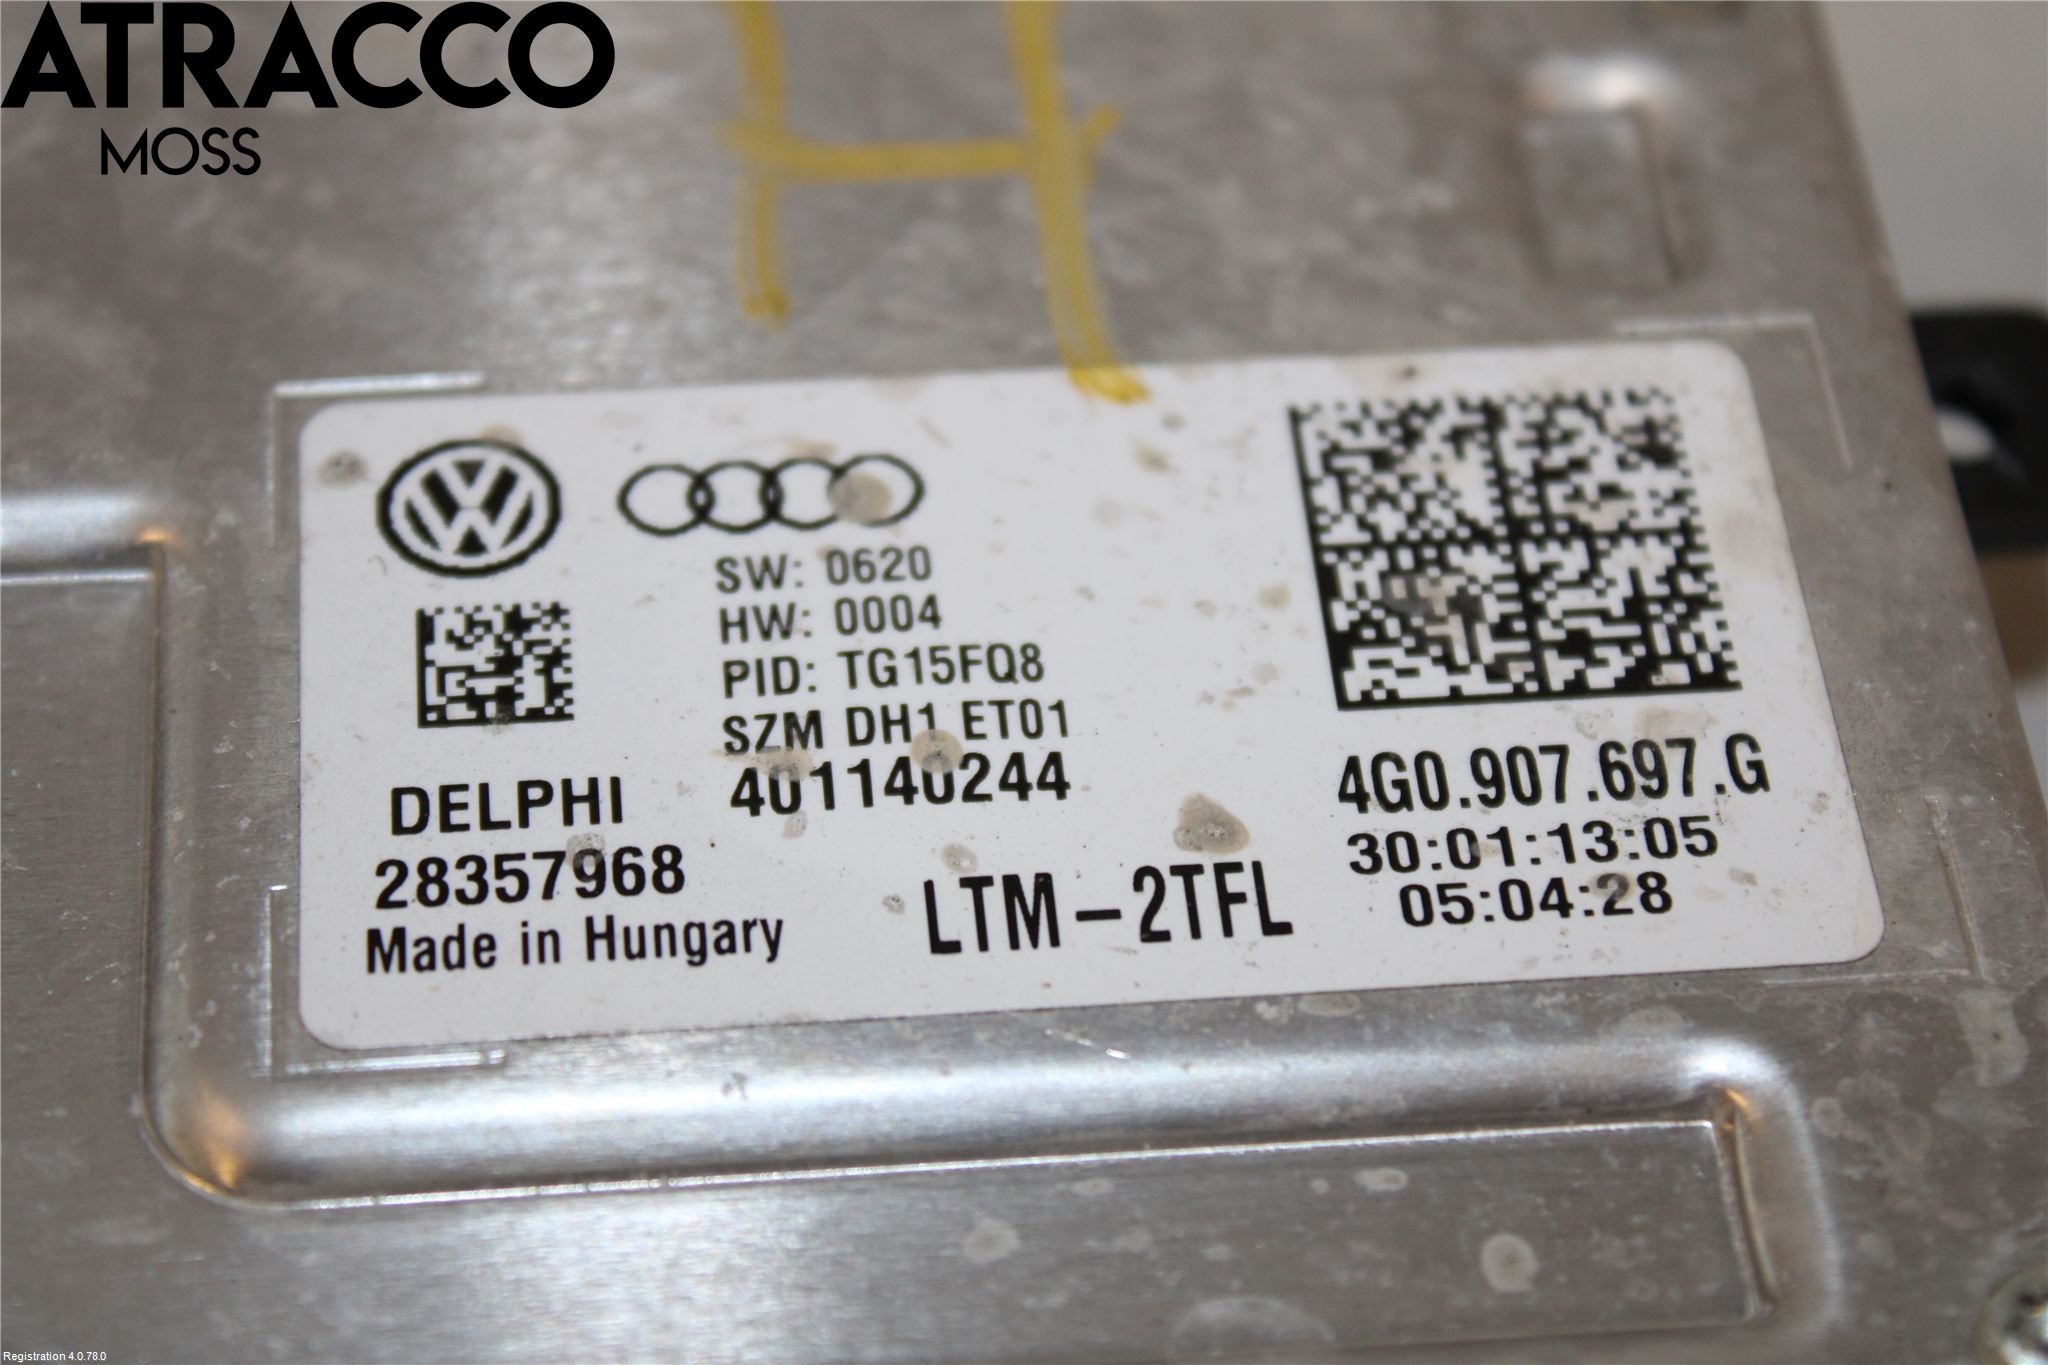 ATRACCO
MOSS
H
SW: 0620
HW: 0004
PID: TG15FQ8
SZM DH1 ET01
401140244
DELPHI
28357968
Made in Hungary
LTM-2TFL
4G0.907.697.G
30:01:13:05
05:04:28
Registration 4.0.78.0